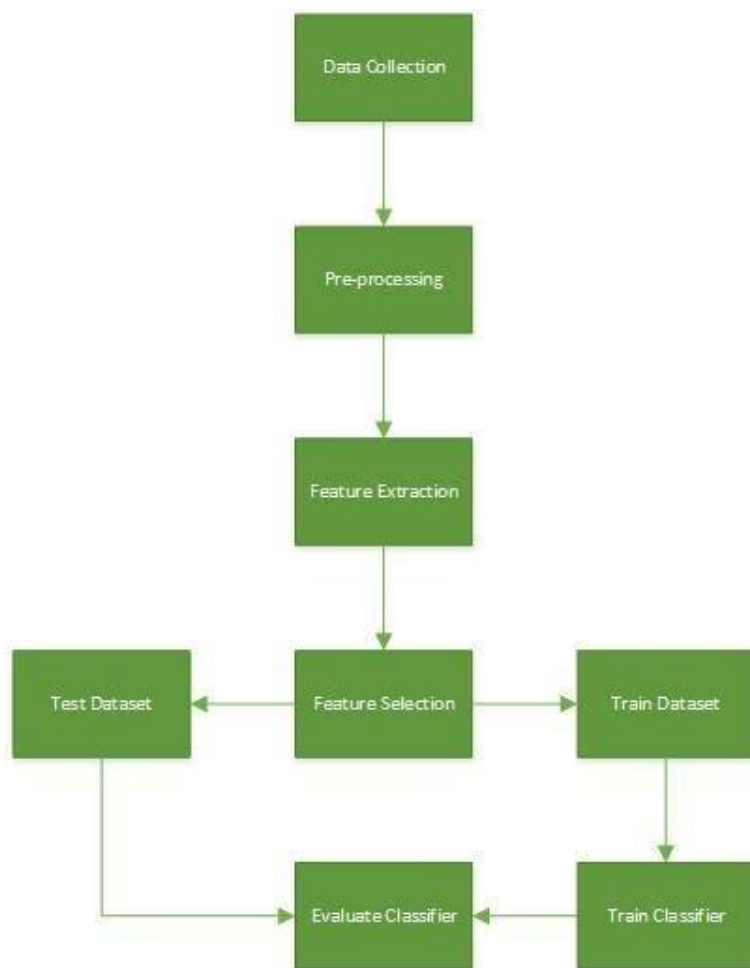 Data Collection
Pre-processing
Feature Extraction
Test Dataset
Feature Selection
Train Dataset
Evaluate Classifier
Train Classifier